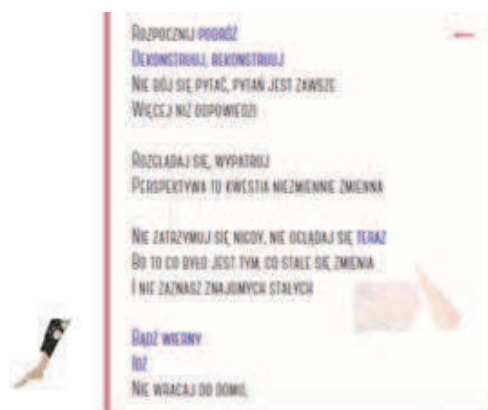 ROZPOCZNIJ PODRÓŻ
DEKONSTRUUJ, REKONSTRUUJ
NIE BÓJ SIĘ PYTAĆ, PYTAŃ JEST ZAWSZE
WIĘCEJ NIŻ ODPOWIEDZI
ROZGLĄDAJ SIĘ, WYPATRUJ
PERSPEKTYWA TO KWESTIA NIEZMIENNIE ZMIENNA
NIE ZATRZYMUJ SIĘ NIGDY, NIE OGLĄDAJ SIĘ TERAZ
BO TO CO BYŁO JEST TYM, CO STALE SIĘ ZMIENIA
I NIE ZAZNASZ ZNAJOMYCH STAŁYCH
BĄDŹ WIERNY
IDŹ
NIE WRACAJ DO DOMU,